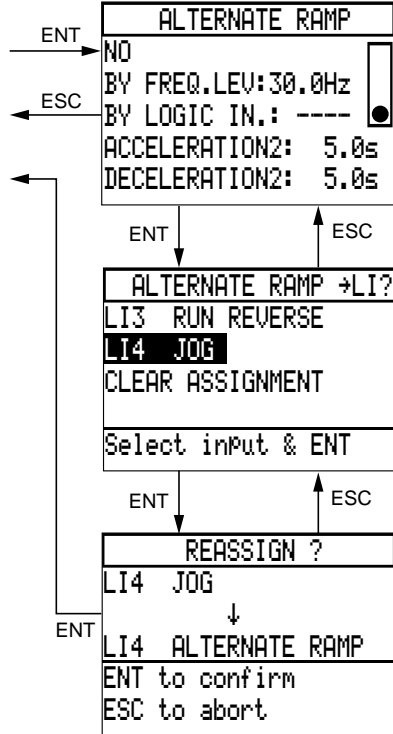 ALTERNATE RAMP
ENT
NO
BY FREQ.LEV:30.0Hz
ESC
BY LOGIC IN.: ----
ACCELERATION2: 5.0s
DECELERATION2: 5.0s
ENT
ESC
ALTERNATE RAMP →LI?
LI3 RUN REVERSE
LI4 JOG
CLEAR ASSIGNMENT
Select input & ENT
ENT
ESC
REASSIGN ?
LI4 JOG
↓
ENT
LI4 ALTERNATE RAMP
ENT to confirm
ESC to abort